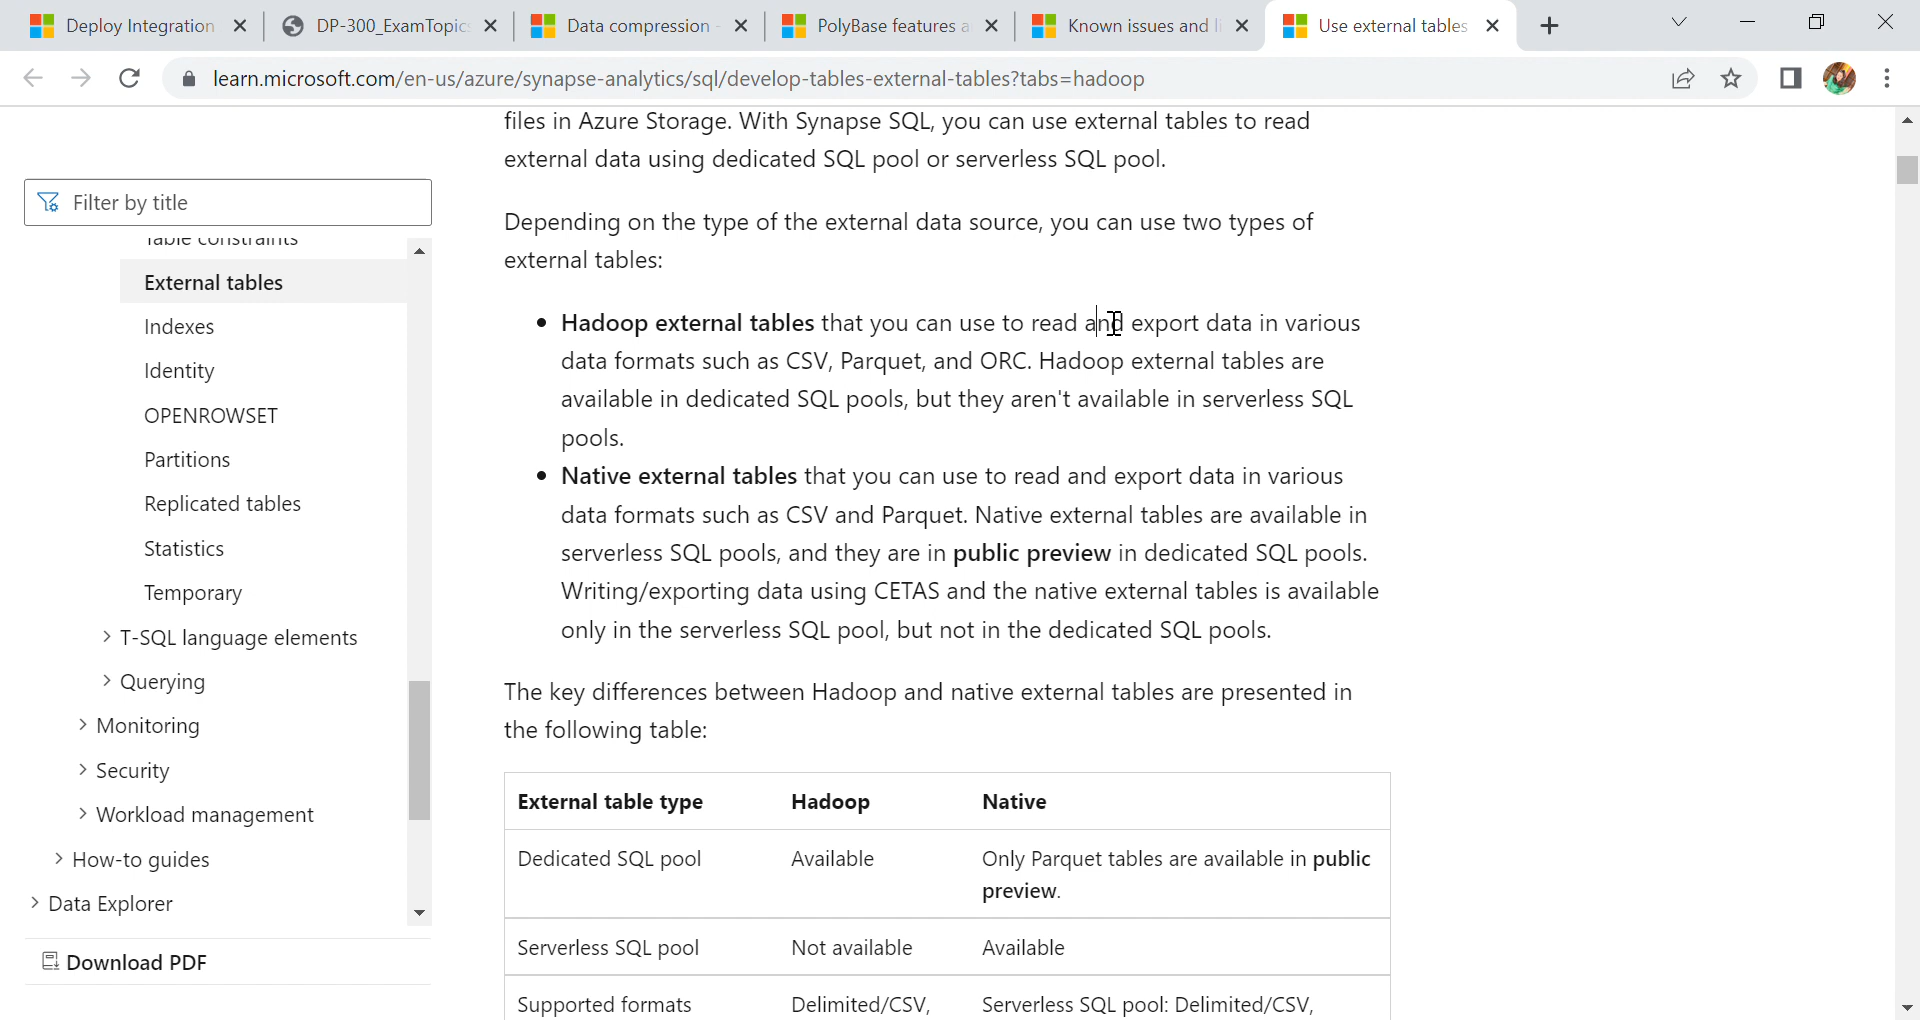 Deploy Integration
DP-300_ExamTopics
Data compression -
PolyBase features a
Known issues and li
Use external tables
learn.microsoft.com/en-us/azure/synapse-analytics/sql/develop-tables-external-tables?tabs=hadoop
Filter by title
Table constraints
External tables
Indexes
Identity
OPENROWSET
Partitions
Replicated tables
Statistics
Temporary
T-SQL language elements
Querying
Monitoring
Security
Workload management
How-to guides
Data Explorer
Download PDF
files in Azure Storage. With Synapse SQL, you can use external tables to read
external data using dedicated SQL pool or serverless SQL pool.
Depending on the type of the external data source, you can use two types of
external tables:
• Hadoop external tables that you can use to read and export data in various
data formats such as CSV, Parquet, and ORC. Hadoop external tables are
available in dedicated SQL pools, but they aren't available in serverless SQL
pools.
• Native external tables that you can use to read and export data in various
data formats such as CSV and Parquet. Native external tables are available in
serverless SQL pools, and they are in public preview in dedicated SQL pools.
Writing/exporting data using CETAS and the native external tables is available
only in the serverless SQL pool, but not in the dedicated SQL pools.
The key differences between Hadoop and native external tables are presented in
the following table:
External table type Hadoop Native
Dedicated SQL pool Available Only Parquet tables are available in public
preview.
Serverless SQL pool Not available Available
Supported formats Delimited/CSV, Serverless SQL pool: Delimited/CSV,